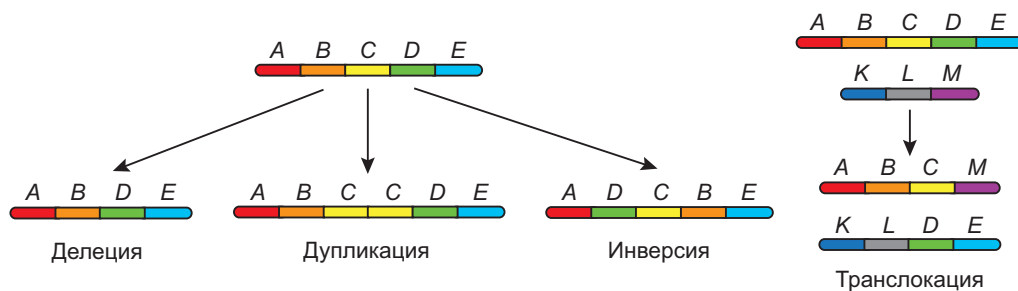 A B C D E
A B D E
Делеция
A B C C D E
Дупликация
A D C B E
Инверсия
A B C D E
K L M
A B C M
K L D E
Транслокация